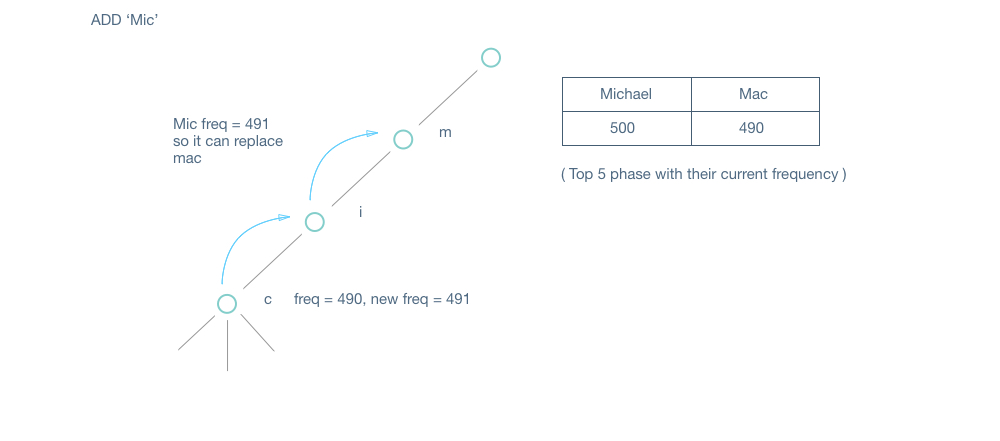 ADD ‘Mic’
Mic freq = 491
so it can replace
mac
m
i
c freq = 490, new freq = 491
Michael Mac
500 490
( Top 5 phase with their current frequency )